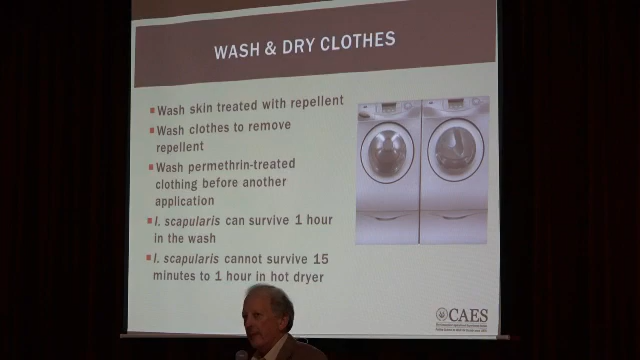 WASH & DRY CLOTHES
Wash skin treated with repellent
Wash clothes to remove
repellent
Wash permethrin-treated
clothing before another
application
I. scapularis can survive 1 hour
in the wash
I. scapularis cannot survive 15
minutes to 1 hour in hot dryer
CAES